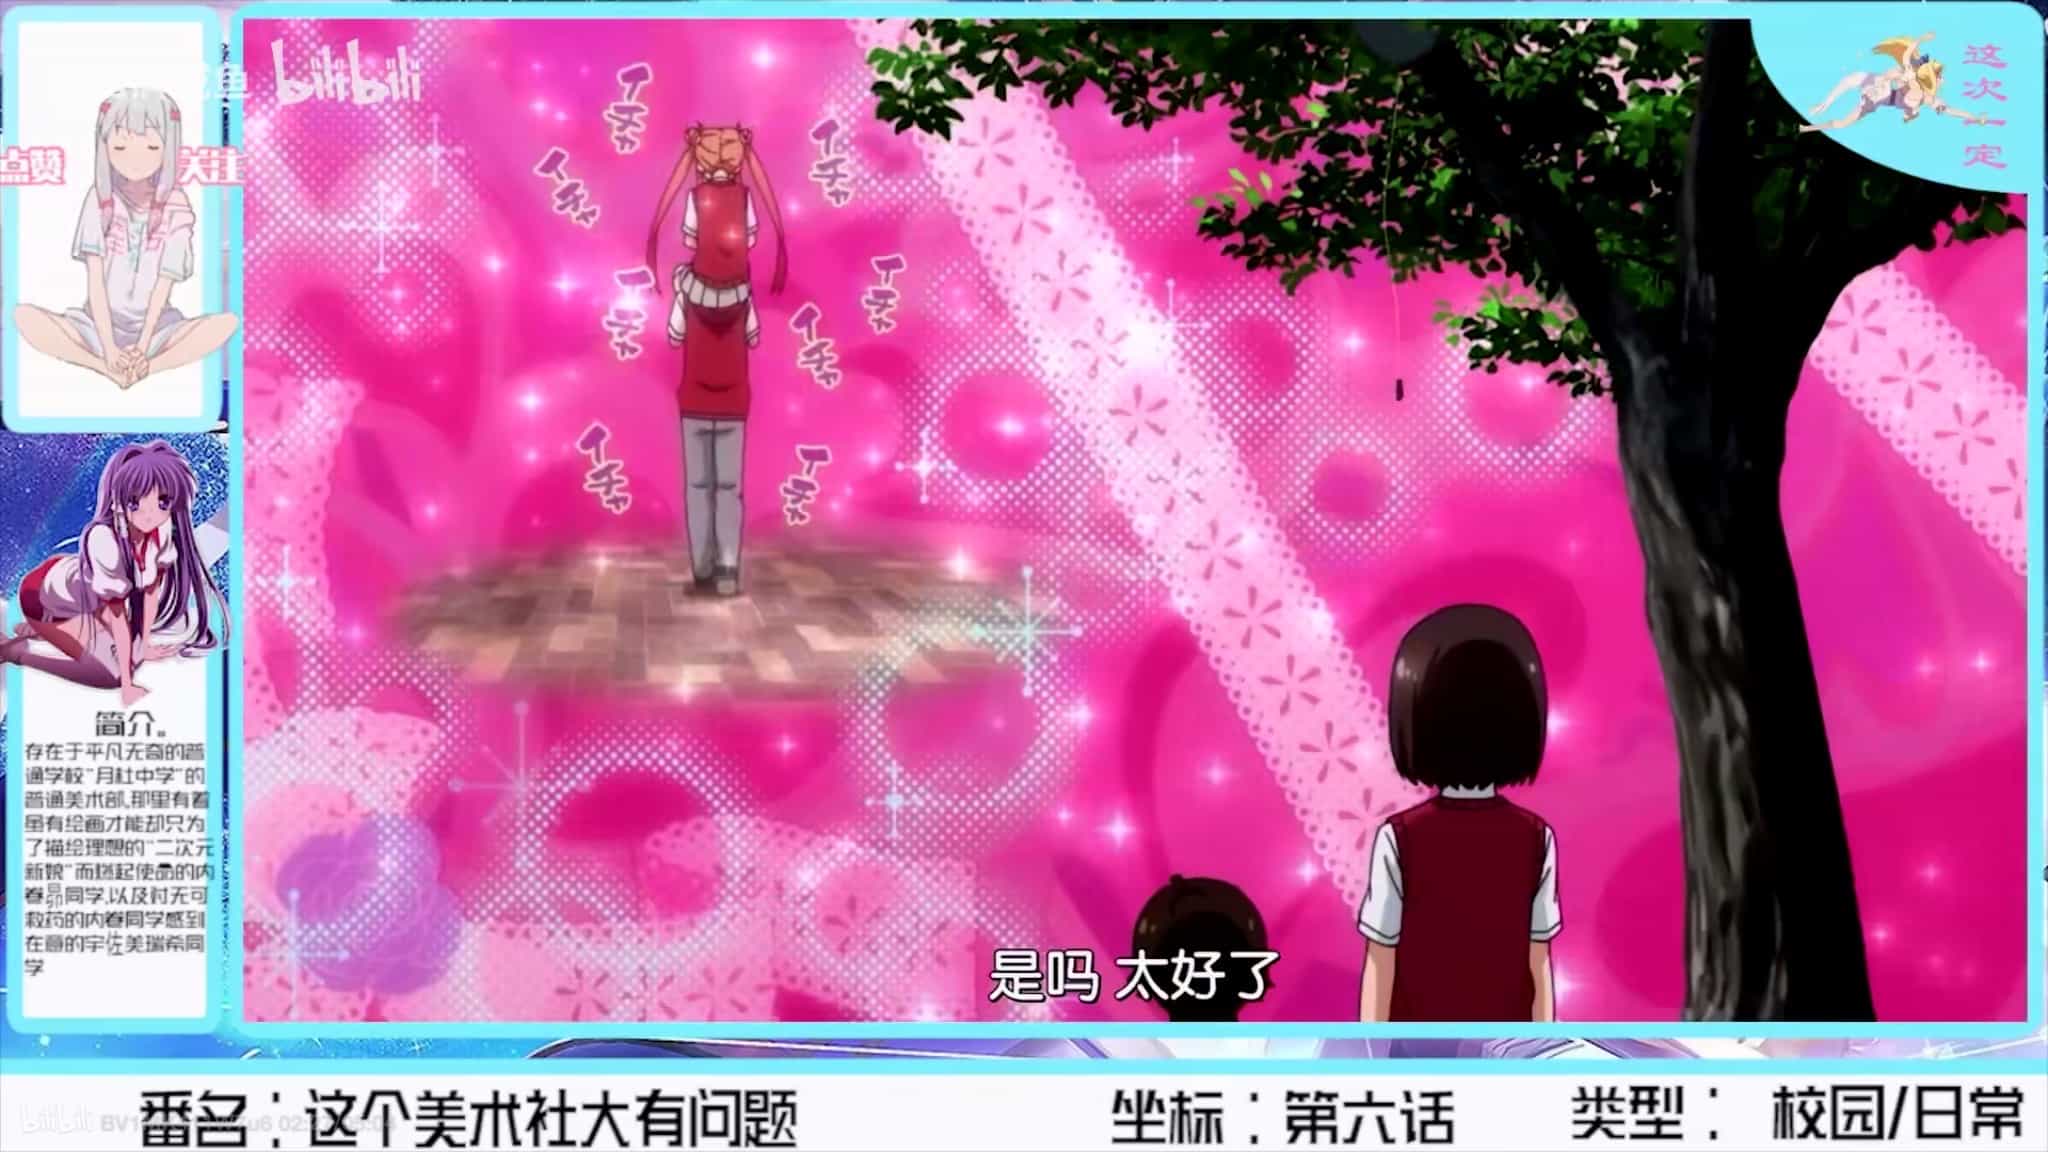 bilibili
点赞
关注
这次一定
イチャ
イチャ
イチャ
イチャ
イチャ
イチャ
イチャ
イチャ
イチャ
简介。
存在于平凡无奇的普
通学校"月杜中学"的
普通美术部,那里有着
虽有绘画才能却只为
了描绘理想的"二次元
新娘"而燃起使命的内
卷昴同学,以及对无可
救药的内卷同学感到
在意的宇佐美瑞希同
学
是吗 太好了
番名：这个美术社大有问题
坐标：第六话
类型：校园/日常
bilibili